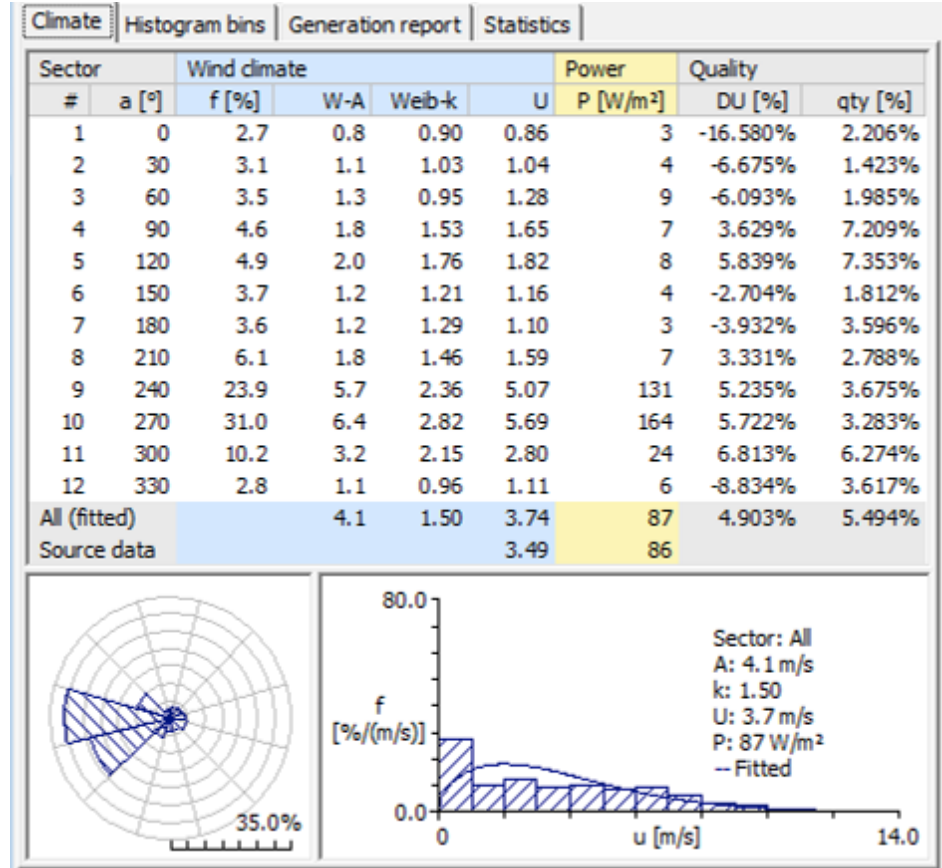 Climate Histogram bins Generation report Statistics
Sector Wind climate Power Quality
# a [°] f [%] W-A Weib-k U P [W/m²] DU [%] qty [%]
1 0 2.7 0.8 0.90 0.86 3 -16.580% 2.206%
2 30 3.1 1.1 1.03 1.04 4 -6.675% 1.423%
3 60 3.5 1.3 0.95 1.28 9 -6.093% 1.985%
4 90 4.6 1.8 1.53 1.65 7 3.629% 7.209%
5 120 4.9 2.0 1.76 1.82 8 5.839% 7.353%
6 150 3.7 1.2 1.21 1.16 4 -2.704% 1.812%
7 180 3.6 1.2 1.29 1.10 3 -3.932% 3.596%
8 210 6.1 1.8 1.46 1.59 7 3.331% 2.788%
9 240 23.9 5.7 2.36 5.07 131 5.235% 3.675%
10 270 31.0 6.4 2.82 5.69 164 5.722% 3.283%
11 300 10.2 3.2 2.15 2.80 24 6.813% 6.274%
12 330 2.8 1.1 0.96 1.11 6 -8.834% 3.617%
All (fitted) 4.1 1.50 3.74 87 4.903% 5.494%
Source data 3.49 86
35.0%
80.0
f
[%/(m/s)]
0.0
0 u [m/s] 14.0
Sector: All
A: 4.1 m/s
k: 1.50
U: 3.7 m/s
P: 87 W/m²
-- Fitted